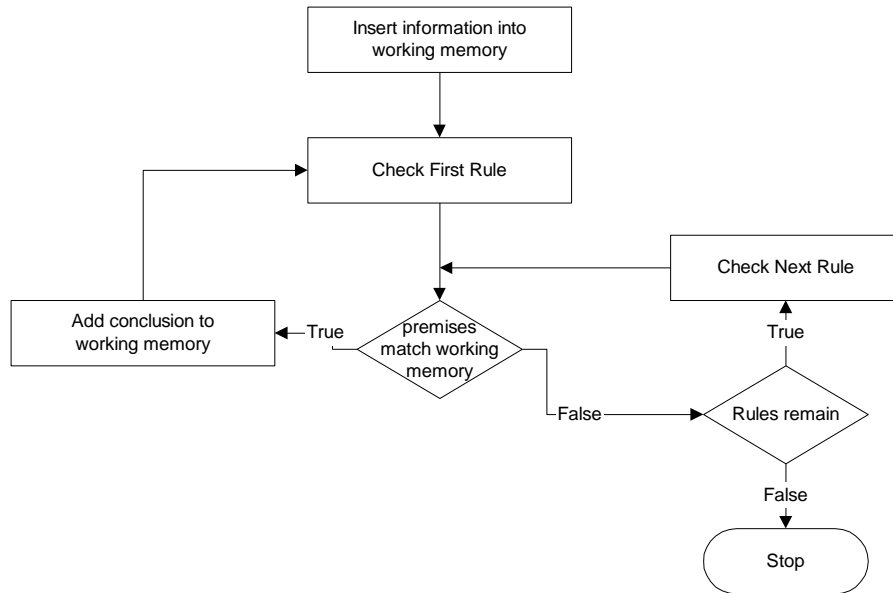 Insert information into
working memory
Check First Rule
Check Next Rule
Add conclusion to
working memory
True
premises
match working
memory
True
False
Rules remain
False
Stop